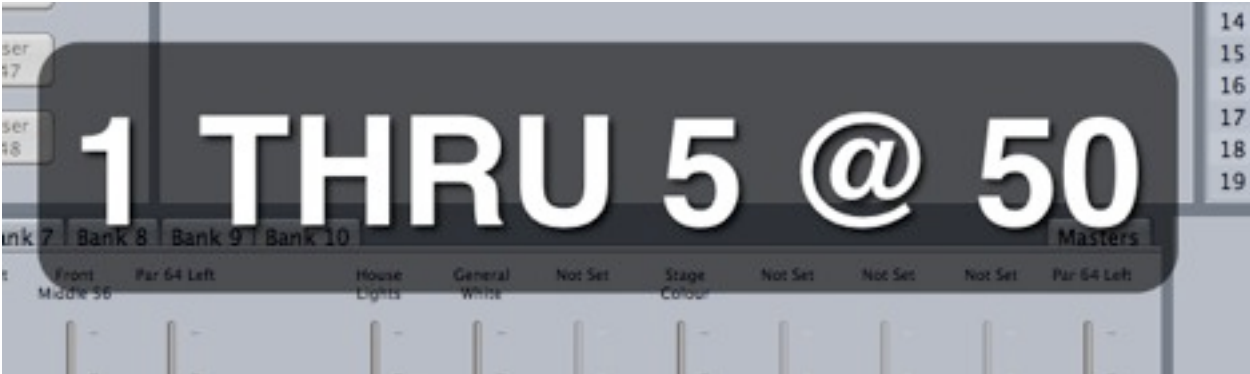 14
ser
47
15
16
1 THRU 5 @ 50
17
ser
48
18
19
Bank 8 Bank 9 Bank 10 Masters
Front Middle 56
Par 64 Left
House Lights
General White
Not Set
Stage Colour
Not Set
Not Set
Not Set
Par 64 Left